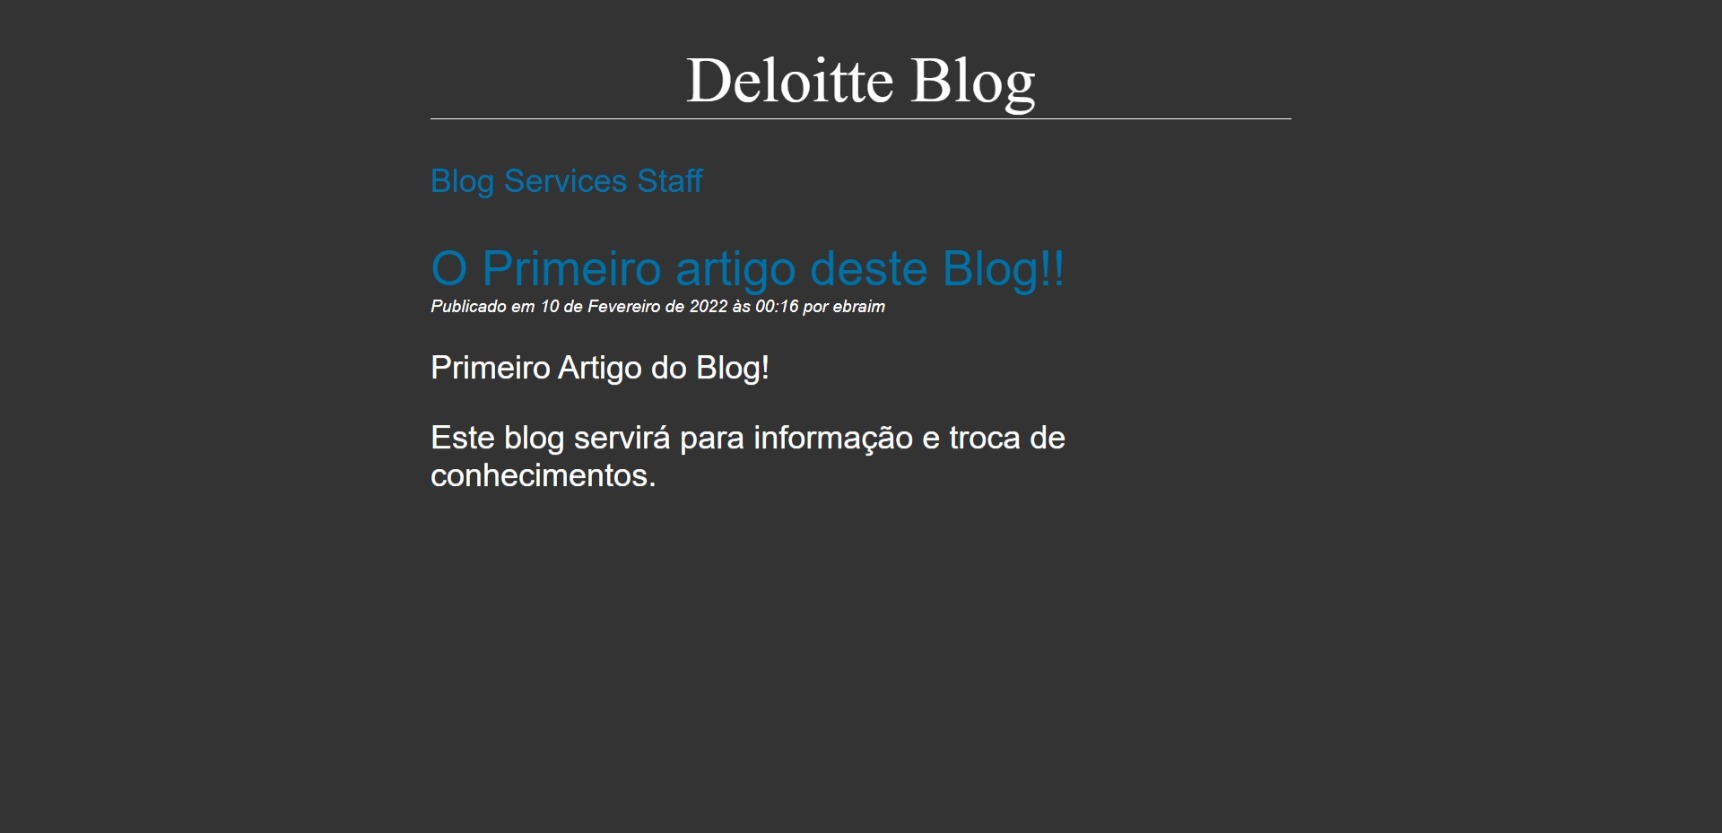 Deloitte Blog
Blog Services Staff
O Primeiro artigo deste Blog!!
Publicado em 10 de Fevereiro de 2022 às 00:16 por ebraim
Primeiro Artigo do Blog!
Este blog servirá para informação e troca de
conhecimentos.